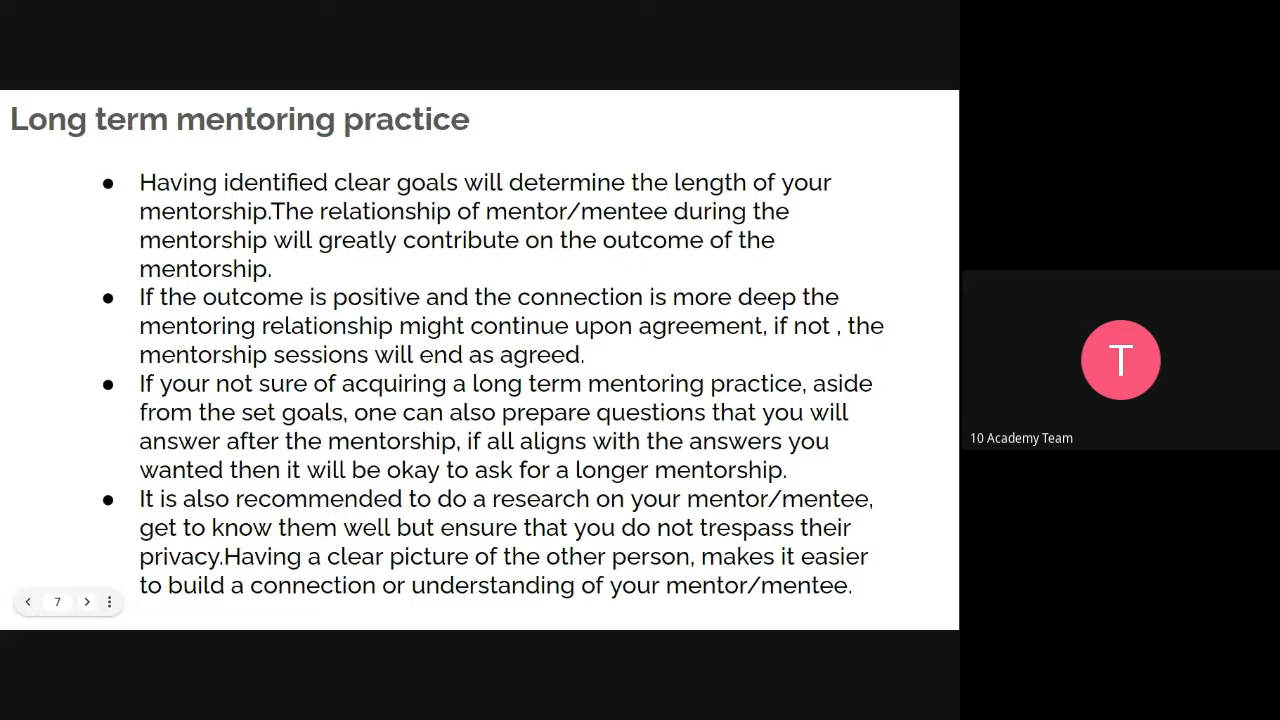 Long term mentoring practice
● Having identified clear goals will determine the length of your
mentorship.The relationship of mentor/mentee during the
mentorship will greatly contribute on the outcome of the
mentorship.
● If the outcome is positive and the connection is more deep the
mentoring relationship might continue upon agreement, if not , the
mentorship sessions will end as agreed.
● If your not sure of acquiring a long term mentoring practice, aside
from the set goals, one can also prepare questions that you will
answer after the mentorship, if all aligns with the answers you
wanted then it will be okay to ask for a longer mentorship.
● It is also recommended to do a research on your mentor/mentee,
get to know them well but ensure that you do not trespass their
privacy.Having a clear picture of the other person, makes it easier
to build a connection or understanding of your mentor/mentee.
7
T
10 Academy Team